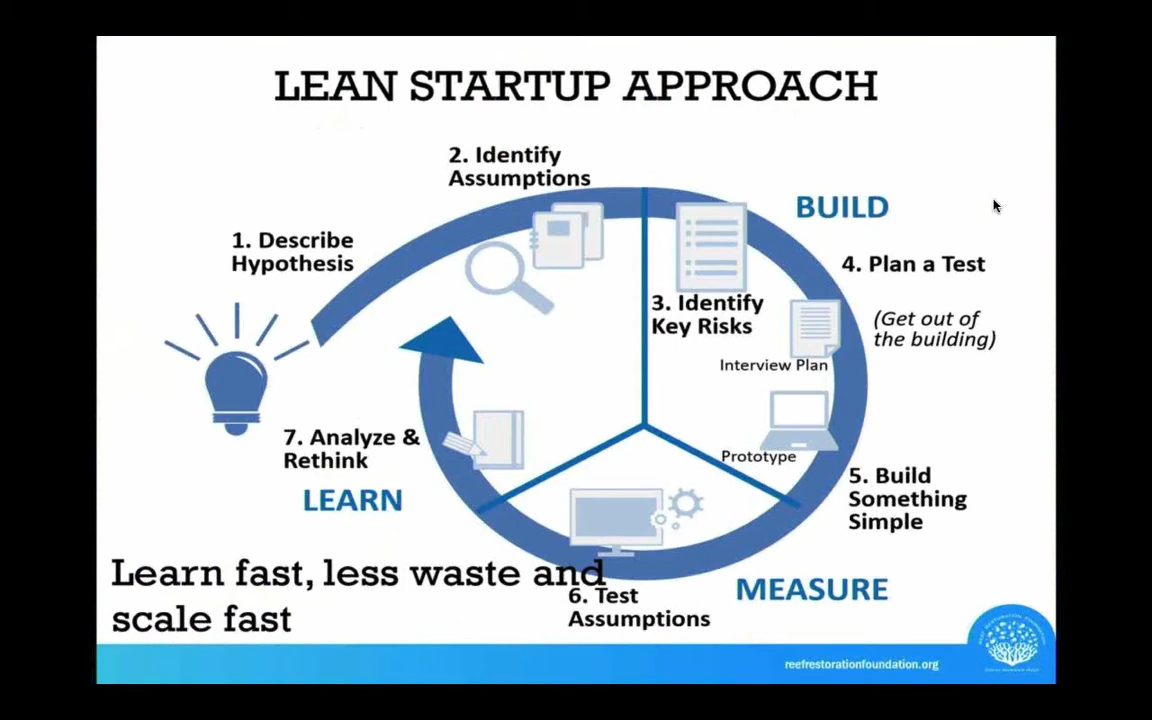 LEAN STARTUP APPROACH
2. Identify
Assumptions
BUILD
1. Describe
Hypothesis
4. Plan a Test
3. Identify
Key Risks
(Get out of
the building)
Interview Plan
7. Analyze &
Rethink
Prototype
5. Build
Something
Simple
LEARN
Learn fast, less waste and
scale fast
6. Test
Assumptions
MEASURE
reefrestorationfoundation.org